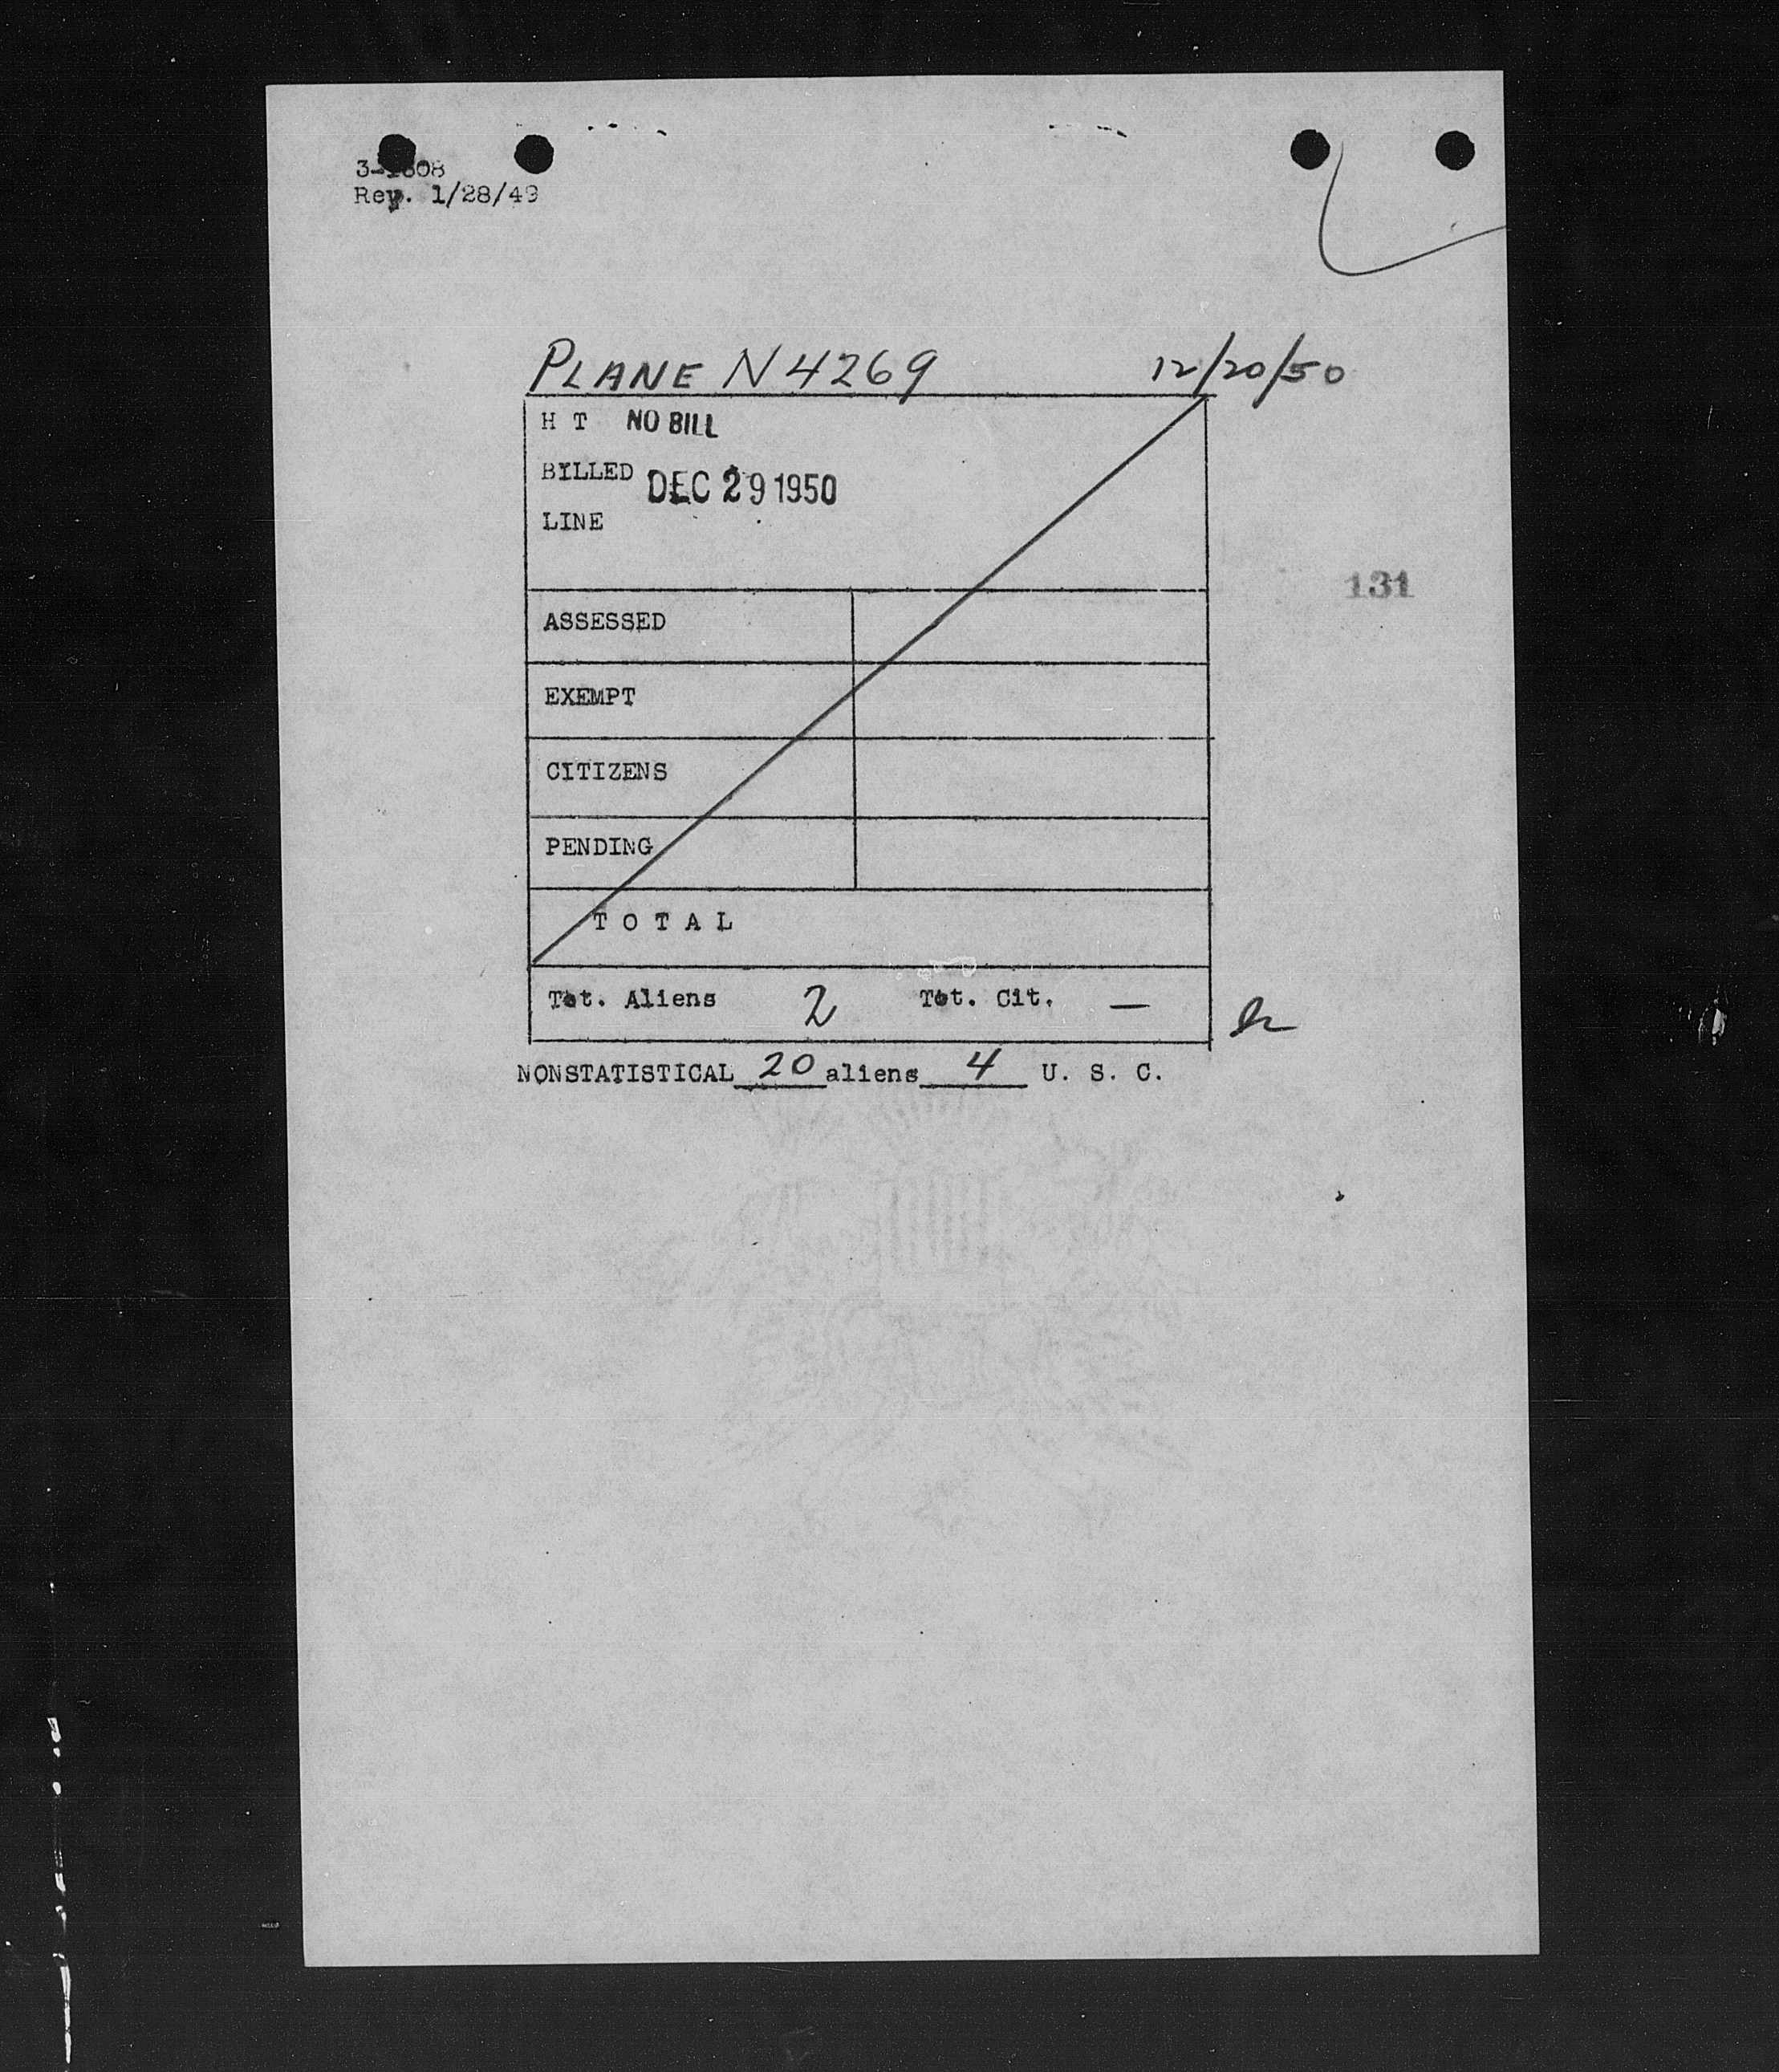 Rev. 1/28/49
PLANE N4269 12/20/50
H T NO BILL
BILLED DEC 29 1950
LINE
131
ASSESSED
EXEMPT
CITIZENS
PENDING
TOTAL
Tot. Aliens 2 Tot. Cit. —
NONSTATISTICAL 20 aliens 4 U. S. C.